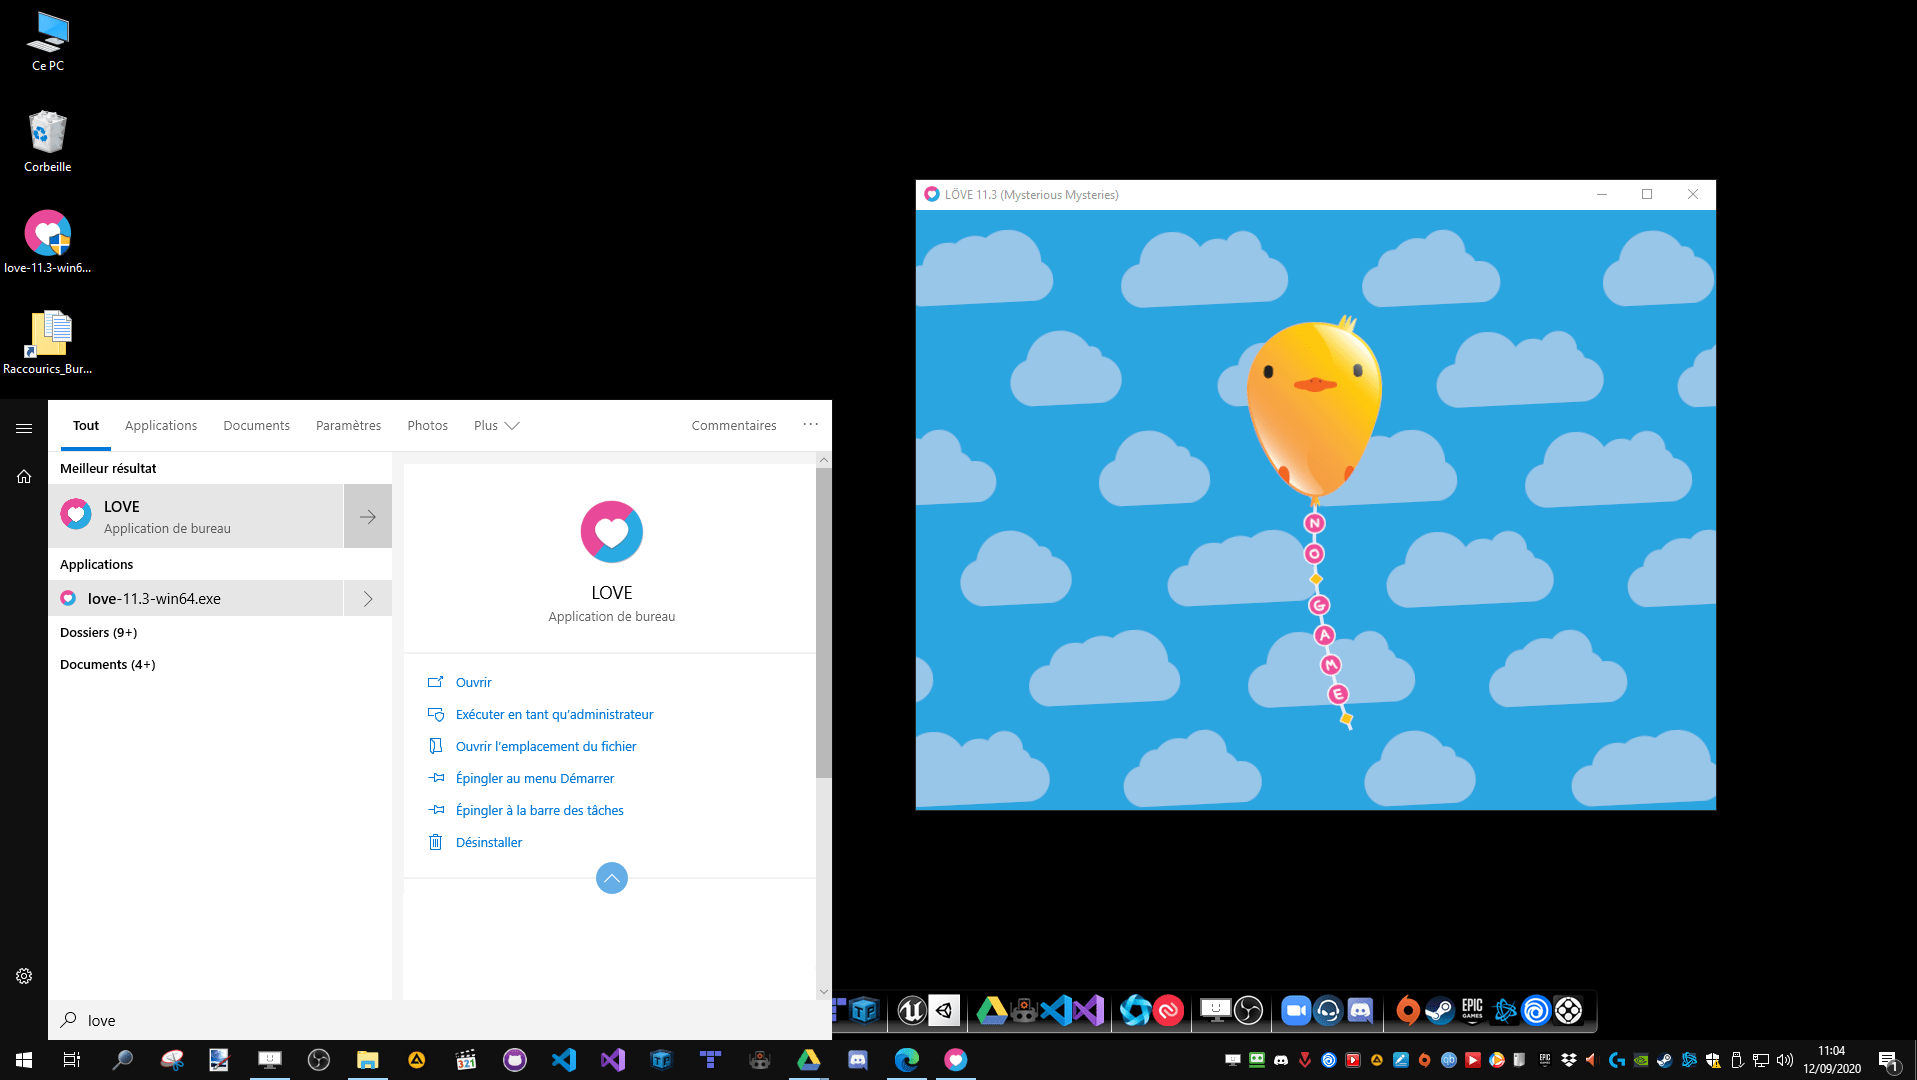 Ce PC
Corbeille
love-11.3-win6...
Raccourics_Bur...
Tout
Applications
Documents
Paramètres
Photos
Plus
Commentaires
...
Meilleur résultat
LOVE
Application de bureau
Applications
love-11.3-win64.exe
Dossiers (9+)
Documents (4+)
LOVE
Application de bureau
Ouvrir
Exécuter en tant qu'administrateur
Ouvrir l'emplacement du fichier
Épingler au menu Démarrer
Épingler à la barre des tâches
Désinstaller
love
LÖVE 11.3 (Mysterious Mysteries)
NO GAME
EPIC
GAMES
321
11:04
12/09/2020
1